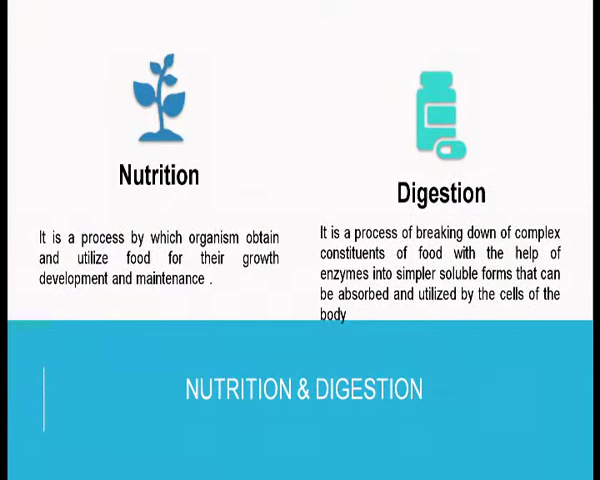 Nutrition
It is a process by which organism obtain
and utilize food for their growth
development and maintenance .
Digestion
It is a process of breaking down of complex
constituents of food with the help of
enzymes into simpler soluble forms that can
be absorbed and utilized by the cells of the
body
NUTRITION & DIGESTION